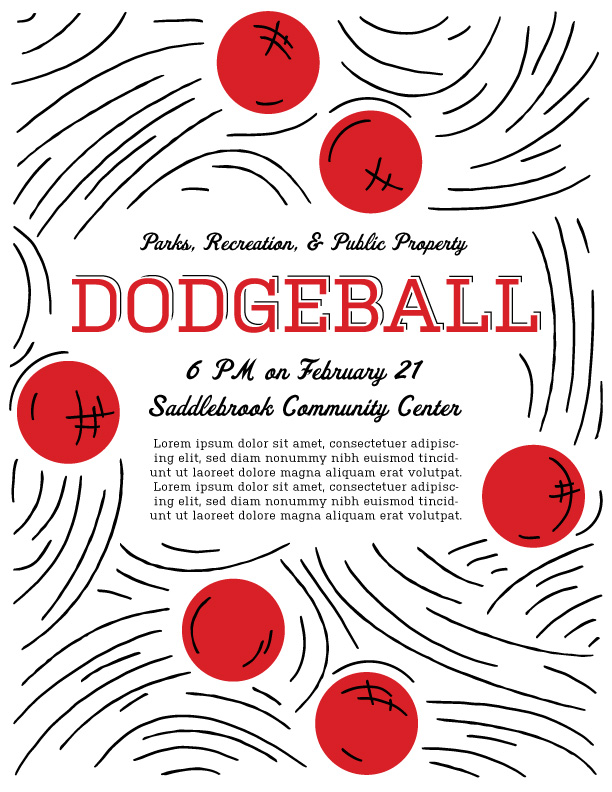 Parks, Recreation, & Public Property
DODGEBALL
6 PM on February 21
Saddlebrook Community Center
Lorem ipsum dolor sit amet, consectetuer adipisc-
ing elit, sed diam nonummy nibh euismod tincid-
unt ut laoreet dolore magna aliquam erat volutpat.
Lorem ipsum dolor sit amet, consectetuer adipisc-
ing elit, sed diam nonummy nibh euismod tincid-
unt ut laoreet dolore magna aliquam erat volutpat.